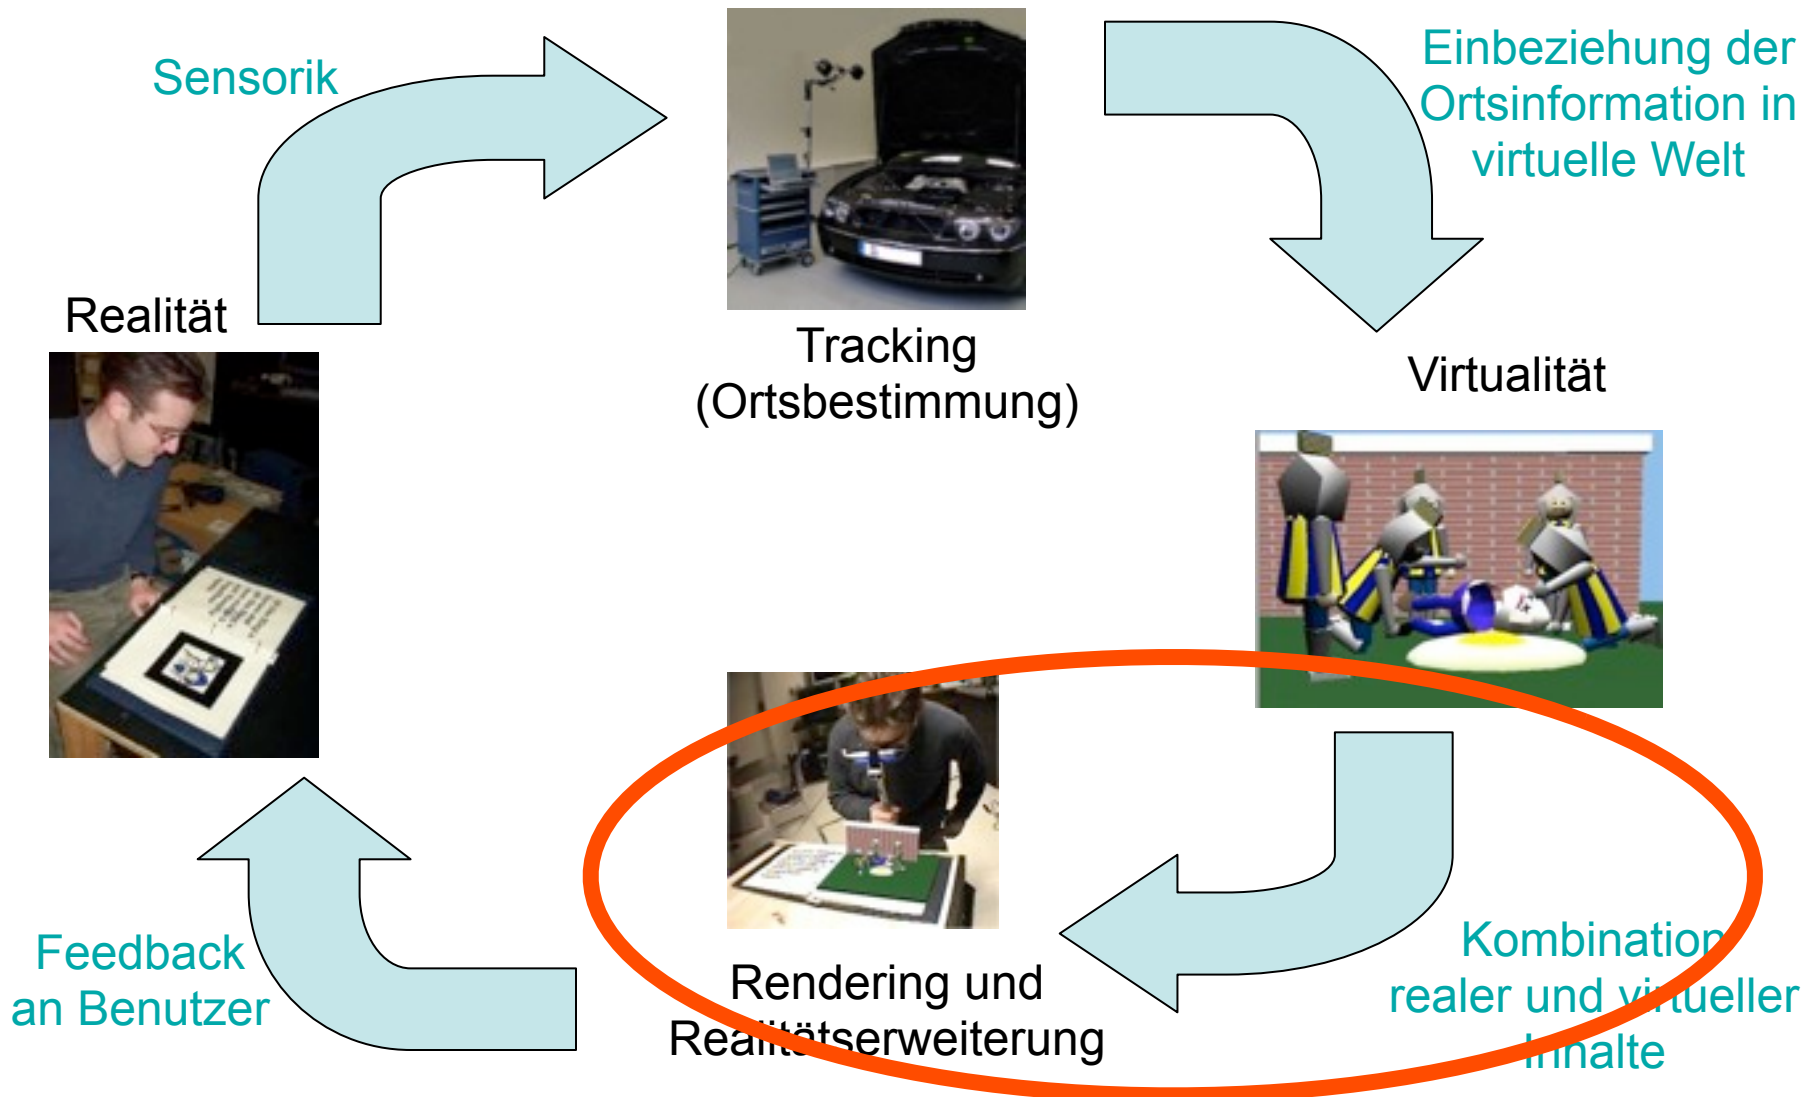 Sensorik
Einbeziehung der
Ortsinformation in
virtuelle Welt
Realität
Tracking
(Ortsbestimmung)
Virtualität
Feedback
an Benutzer
Rendering und
Realitätserweiterung
Kombination
realer und virtueller
Inhalte